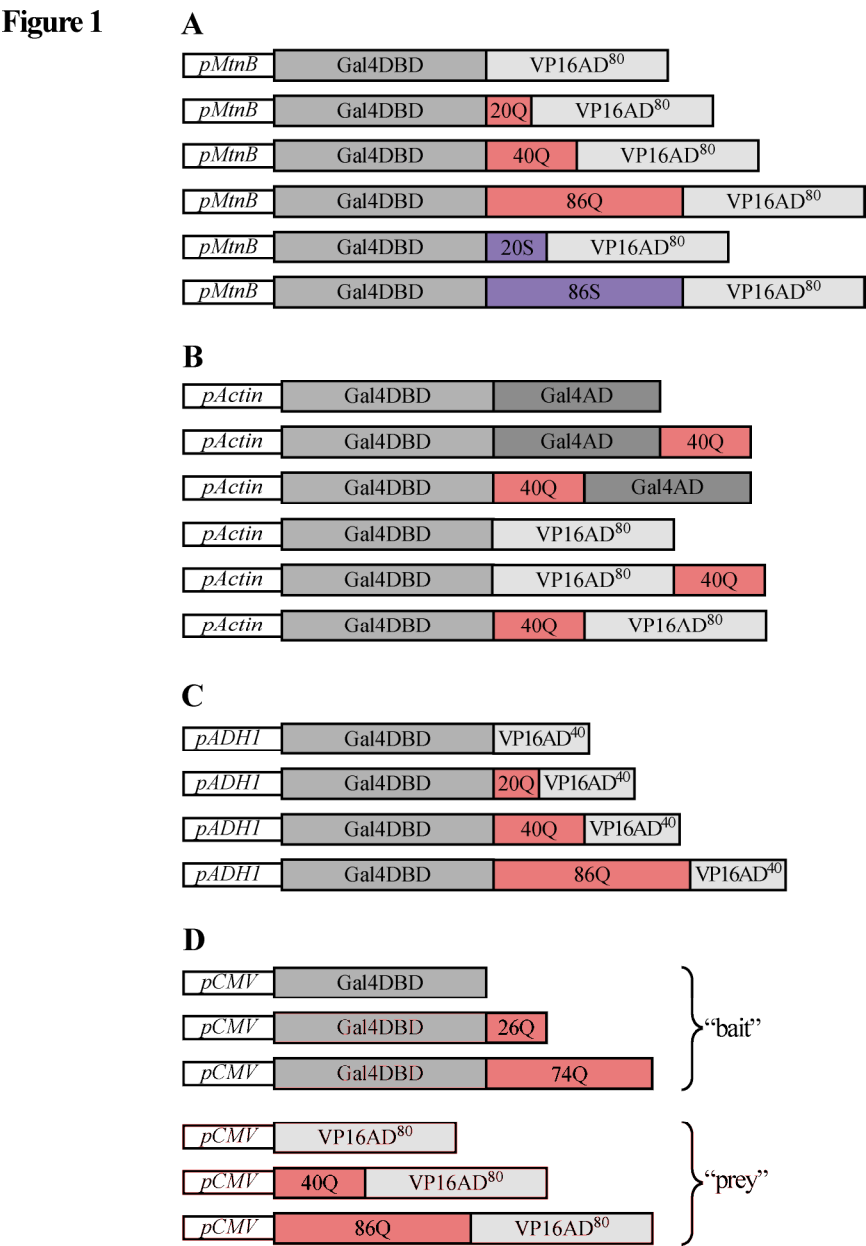 Figure 1
A
pMtnB Gal4DBD VP16AD80
pMtnB Gal4DBD 20Q VP16AD80
pMtnB Gal4DBD 40Q VP16AD80
pMtnB Gal4DBD 86Q VP16AD80
pMtnB Gal4DBD 20S VP16AD80
pMtnB Gal4DBD 86S VP16AD80
B
pActin Gal4DBD Gal4AD
pActin Gal4DBD Gal4AD 40Q
pActin Gal4DBD 40Q Gal4AD
pActin Gal4DBD VP16AD80
pActin Gal4DBD VP16AD80 40Q
pActin Gal4DBD 40Q VP16AD80
C
pADH1 Gal4DBD VP16AD40
pADH1 Gal4DBD 20Q VP16AD40
pADH1 Gal4DBD 40Q VP16AD40
pADH1 Gal4DBD 86Q VP16AD40
D
pCMV Gal4DBD
pCMV Gal4DBD 26Q
pCMV Gal4DBD 74Q
“bait”
pCMV VP16AD80
pCMV 40Q VP16AD80
pCMV 86Q VP16AD80
“prey”